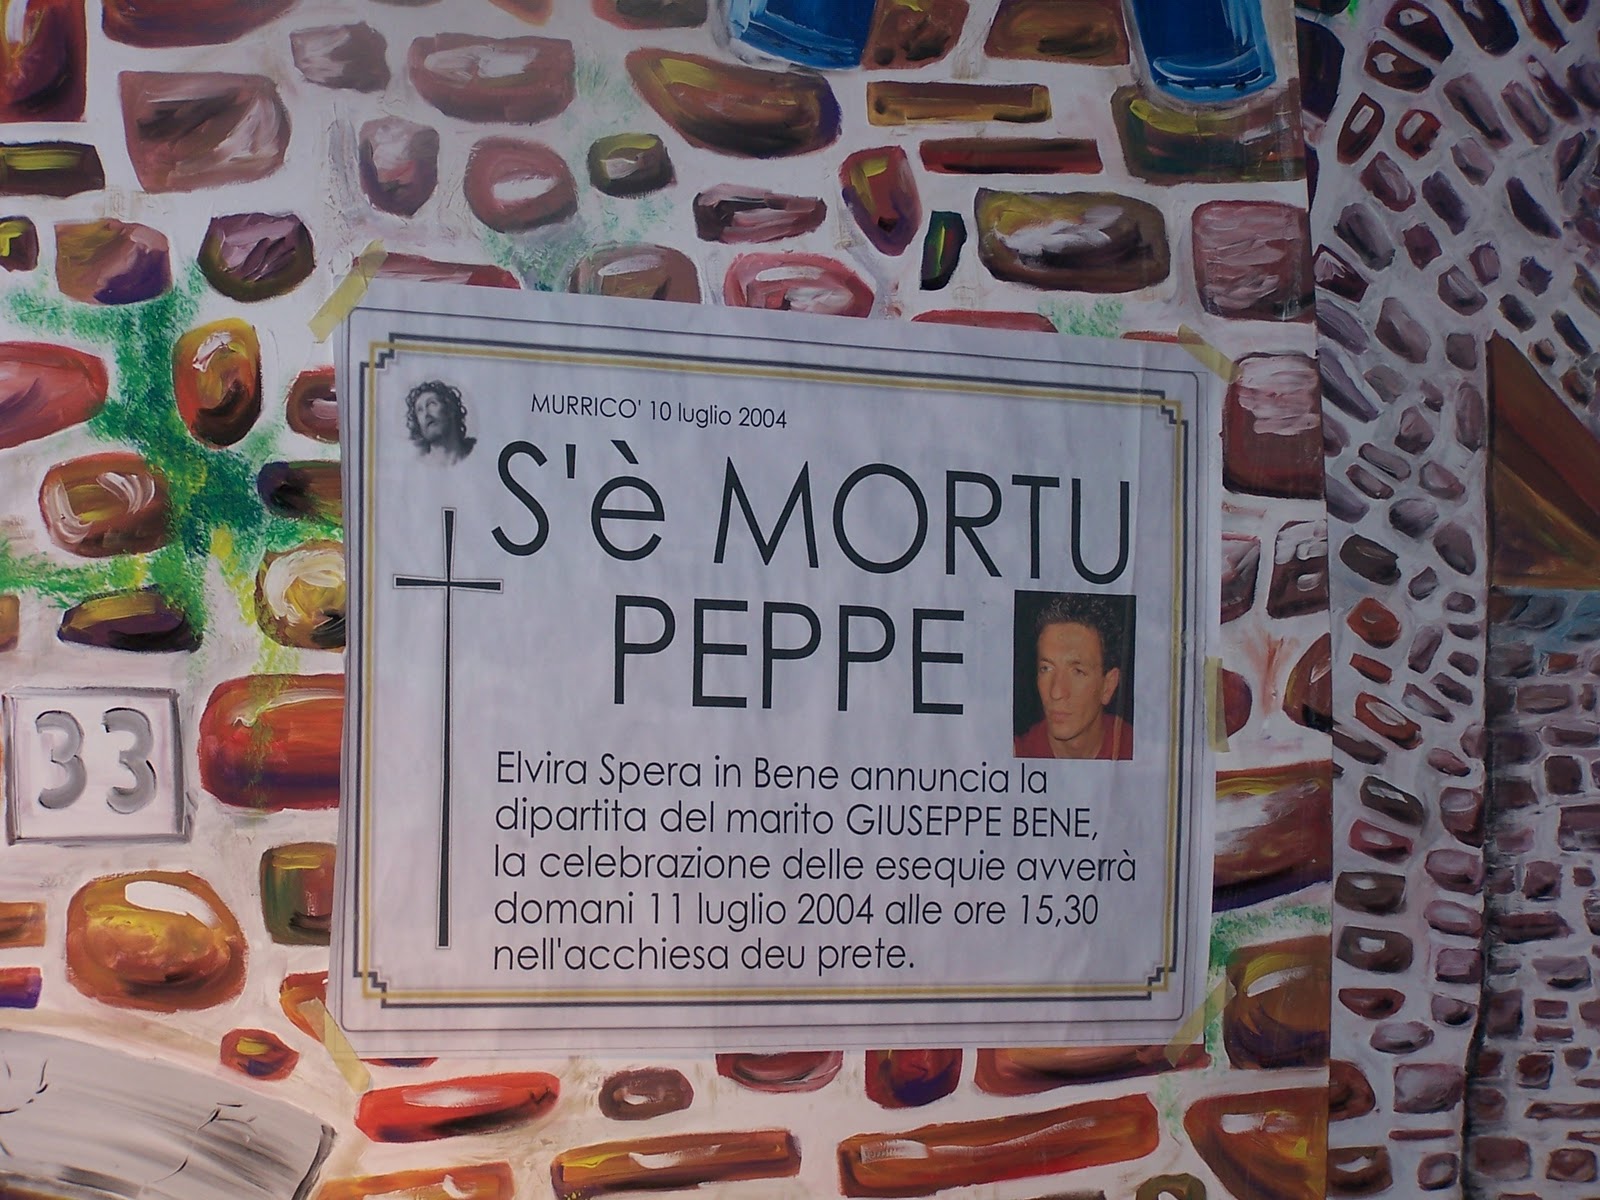 MURRICO' 10 luglio 2004
S'è MORTU
PEPPE
Elvira Spera in Bene annuncia la
dipartita del marito GIUSEPPE BENE,
la celebrazione delle esequie avverrà
domani 11 luglio 2004 alle ore 15,30
nell'acchiesa deu prete.
33